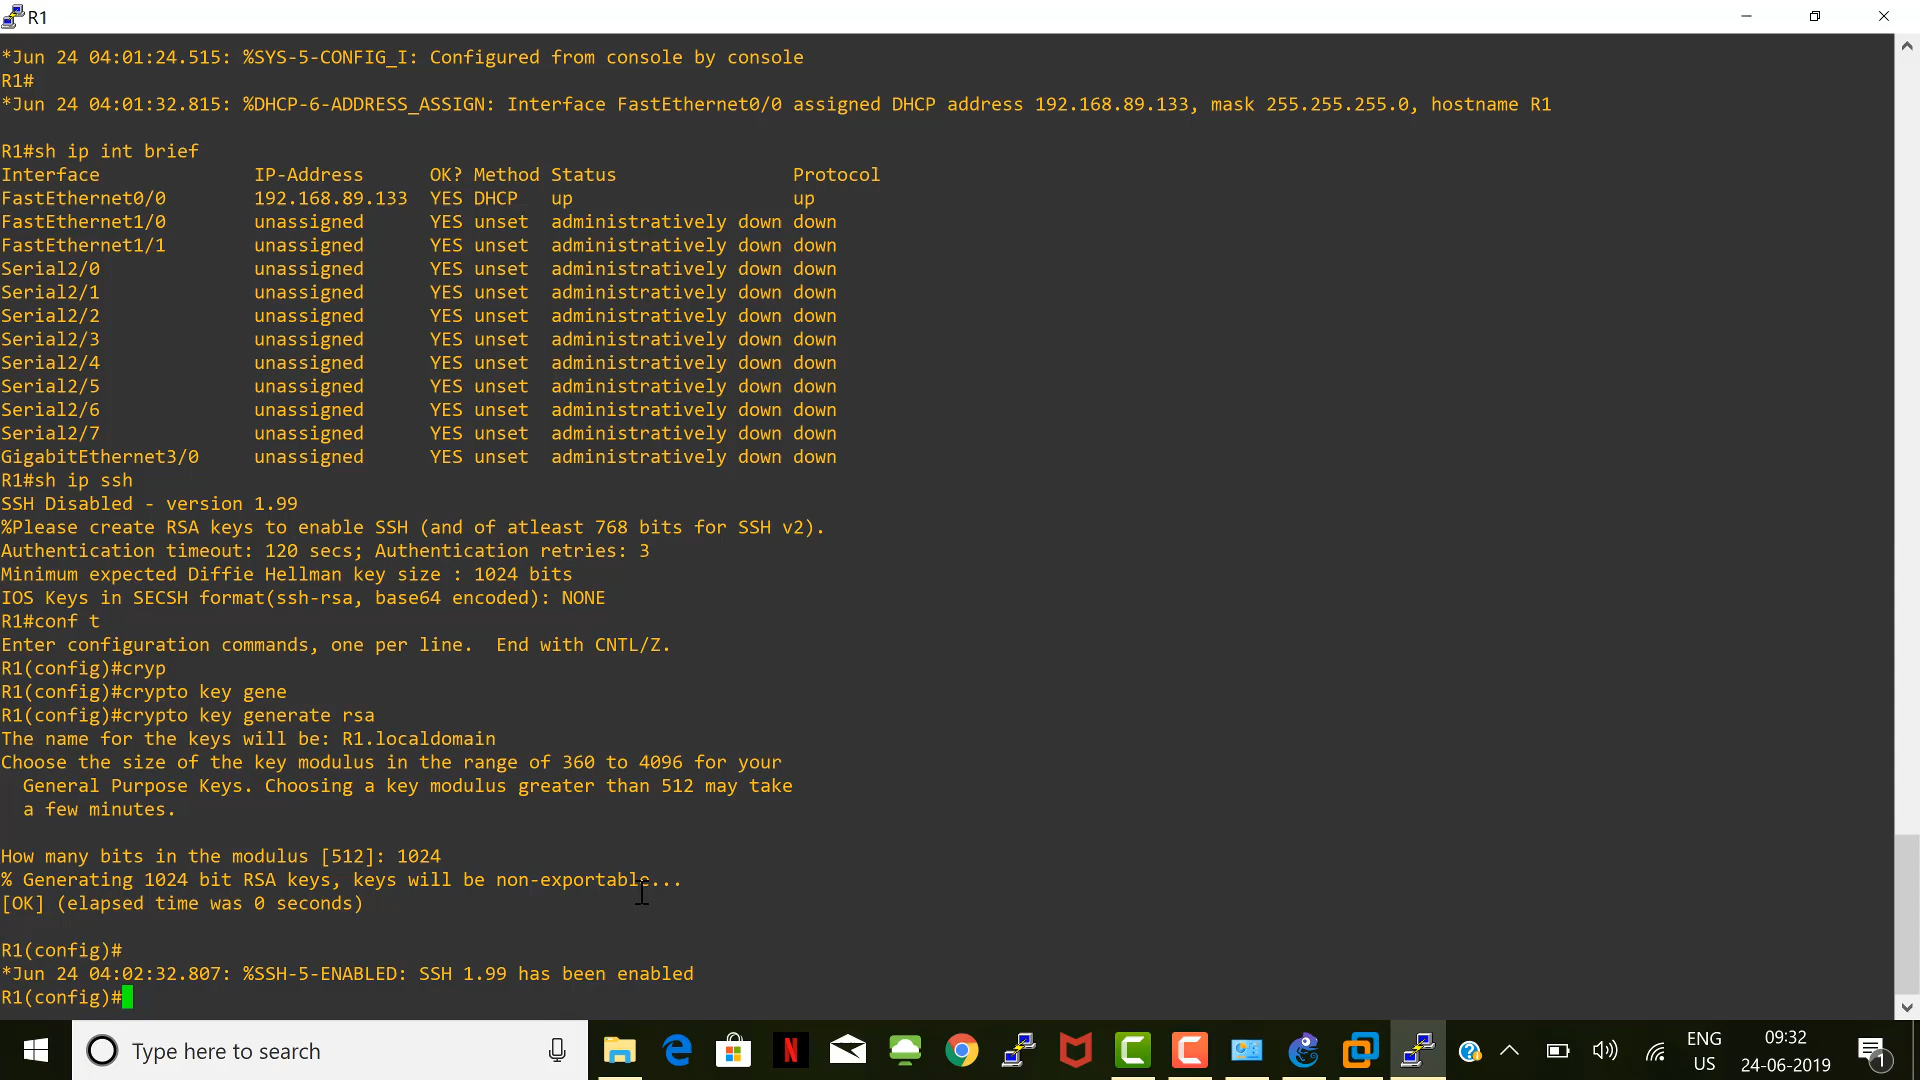 R1
*Jun 24 04:01:24.515: %SYS-5-CONFIG_I: Configured from console by console
R1#
*Jun 24 04:01:32.815: %DHCP-6-ADDRESS_ASSIGN: Interface FastEthernet0/0 assigned DHCP address 192.168.89.133, mask 255.255.255.0, hostname R1
R1#sh ip int brief
Interface              IP-Address      OK? Method Status                Protocol
FastEthernet0/0        192.168.89.133  YES DHCP   up                    up
FastEthernet1/0        unassigned      YES unset  administratively down down
FastEthernet1/1        unassigned      YES unset  administratively down down
Serial2/0              unassigned      YES unset  administratively down down
Serial2/1              unassigned      YES unset  administratively down down
Serial2/2              unassigned      YES unset  administratively down down
Serial2/3              unassigned      YES unset  administratively down down
Serial2/4              unassigned      YES unset  administratively down down
Serial2/5              unassigned      YES unset  administratively down down
Serial2/6              unassigned      YES unset  administratively down down
Serial2/7              unassigned      YES unset  administratively down down
GigabitEthernet3/0     unassigned      YES unset  administratively down down
R1#sh ip ssh
SSH Disabled - version 1.99
%Please create RSA keys to enable SSH (and of atleast 768 bits for SSH v2).
Authentication timeout: 120 secs; Authentication retries: 3
Minimum expected Diffie Hellman key size : 1024 bits
IOS Keys in SECSH format(ssh-rsa, base64 encoded): NONE
R1#conf t
Enter configuration commands, one per line.  End with CNTL/Z.
R1(config)#cryp
R1(config)#crypto key gene
R1(config)#crypto key generate rsa
The name for the keys will be: R1.localdomain
Choose the size of the key modulus in the range of 360 to 4096 for your
  General Purpose Keys. Choosing a key modulus greater than 512 may take
  a few minutes.
How many bits in the modulus [512]: 1024
% Generating 1024 bit RSA keys, keys will be non-exportable...
[OK] (elapsed time was 0 seconds)
R1(config)#
*Jun 24 04:02:32.807: %SSH-5-ENABLED: SSH 1.99 has been enabled
R1(config)#
Type here to search
ENG
US
09:32
24-06-2019
1